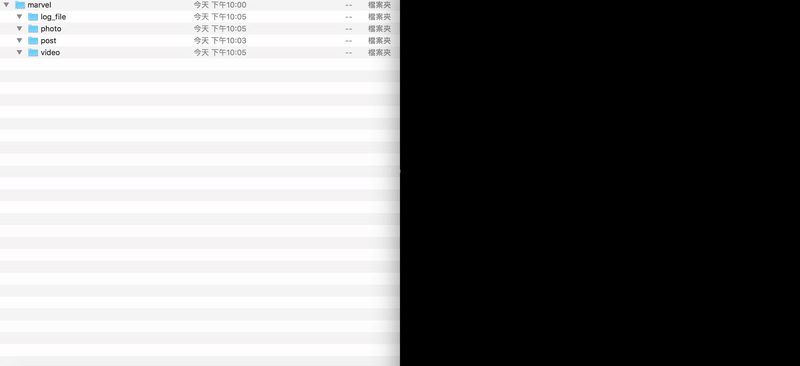 marvel 今天 下午10:00 -- 檔案夾
log_file 今天 下午10:05 -- 檔案夾
photo 今天 下午10:05 -- 檔案夾
post 今天 下午10:03 -- 檔案夾
video 今天 下午10:05 -- 檔案夾